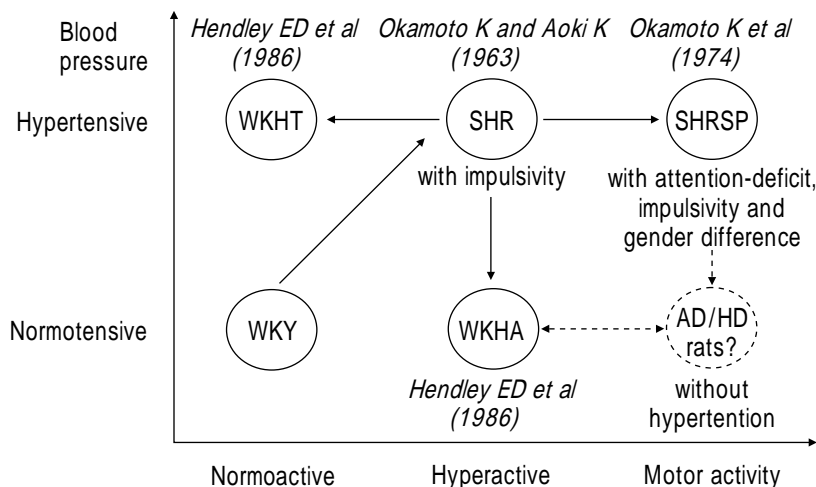 Blood
pressure
Hendley ED et al
(1986)
Okamoto K and Aoki K
(1963)
Okamoto K et al
(1974)
Hypertensive
WKHT
SHR
SHRSP
with impulsivity
with attention-deficit,
impulsivity and
gender difference
Normotensive
WKY
WKHA
AD/HD
rats?
Hendley ED et al
(1986)
without
hypertention
Normoactive
Hyperactive
Motor activity